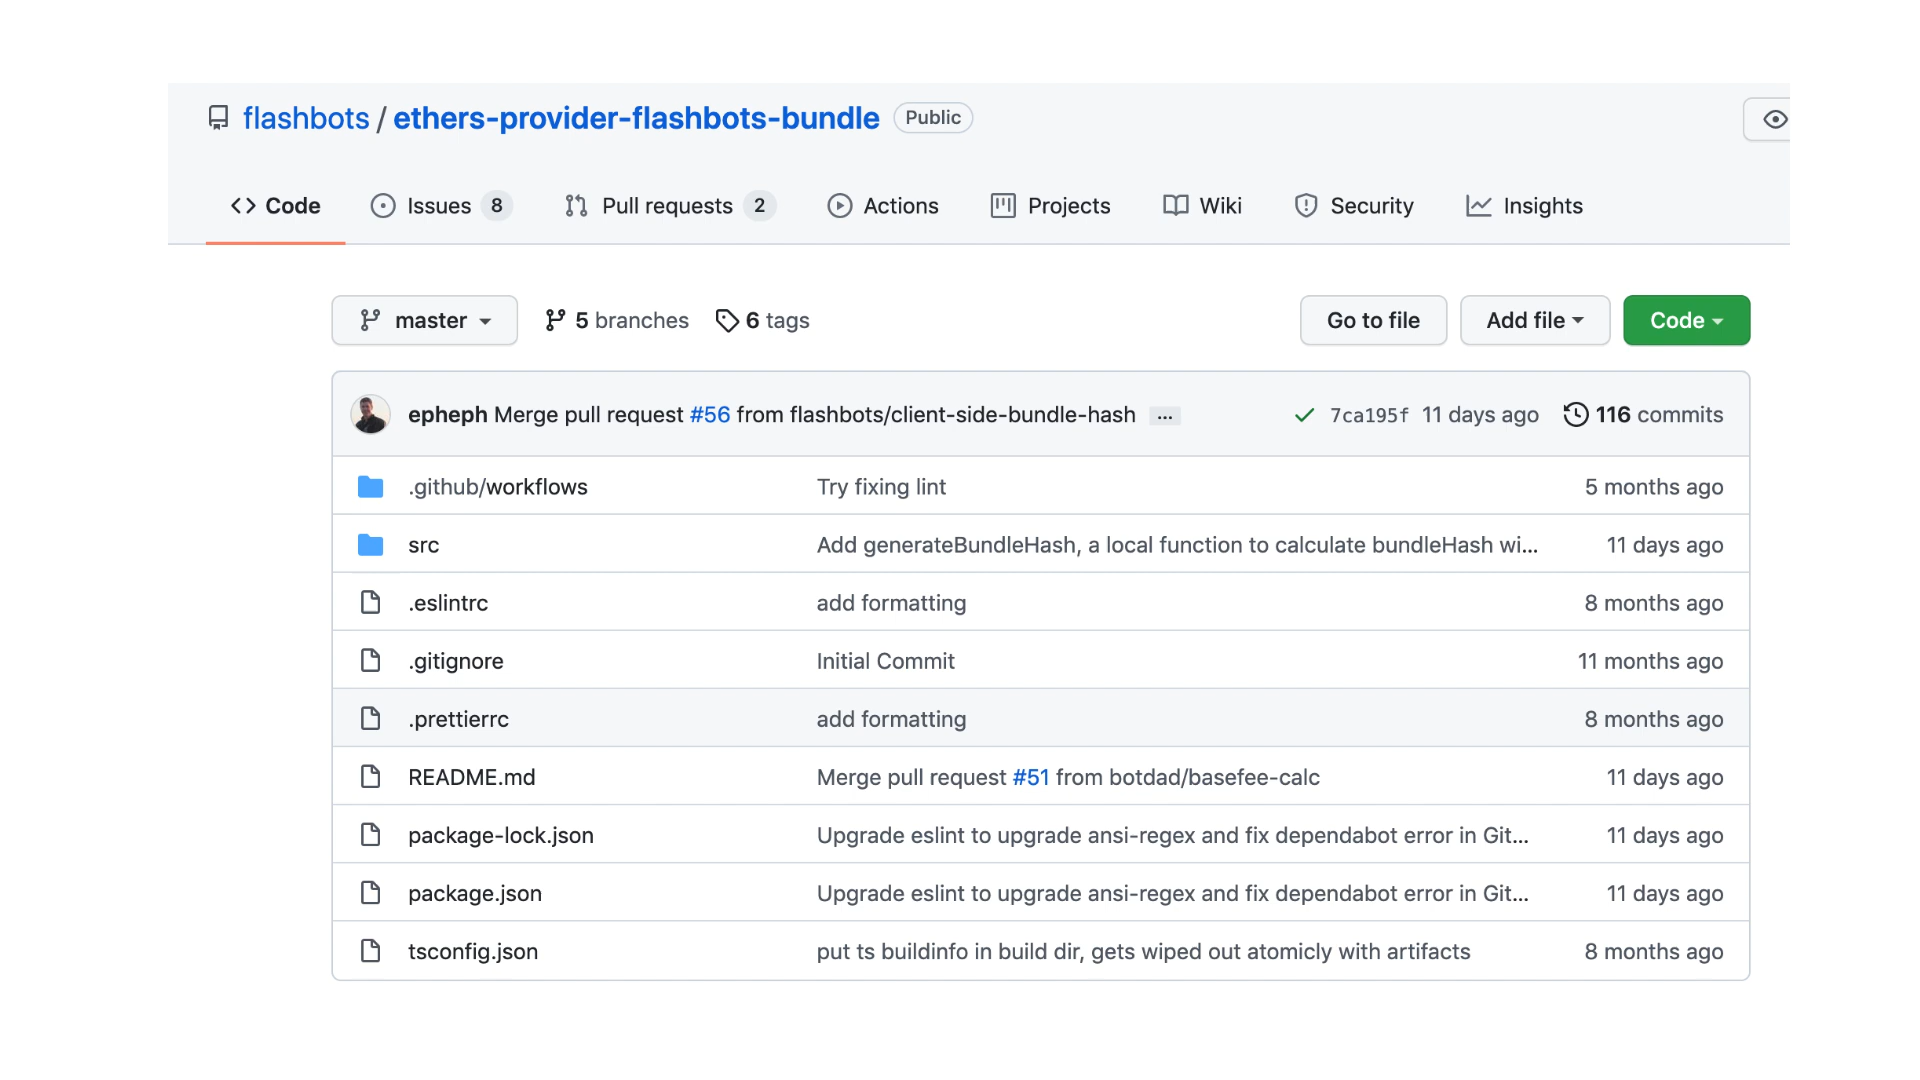 flashbots / ethers-provider-flashbots-bundle Public
Code Issues 8 Pull requests 2 Actions Projects Wiki Security Insights
master 5 branches 6 tags Go to file Add file Code
epheph Merge pull request #56 from flashbots/client-side-bundle-hash ... 7ca195f 11 days ago 116 commits
.github/workflows Try fixing lint 5 months ago
src Add generateBundleHash, a local function to calculate bundleHash wi... 11 days ago
.eslintrc add formatting 8 months ago
.gitignore Initial Commit 11 months ago
.prettierrc add formatting 8 months ago
README.md Merge pull request #51 from botdad/basefee-calc 11 days ago
package-lock.json Upgrade eslint to upgrade ansi-regex and fix dependabot error in Git... 11 days ago
package.json Upgrade eslint to upgrade ansi-regex and fix dependabot error in Git... 11 days ago
tsconfig.json put ts buildinfo in build dir, gets wiped out atomicly with artifacts 8 months ago